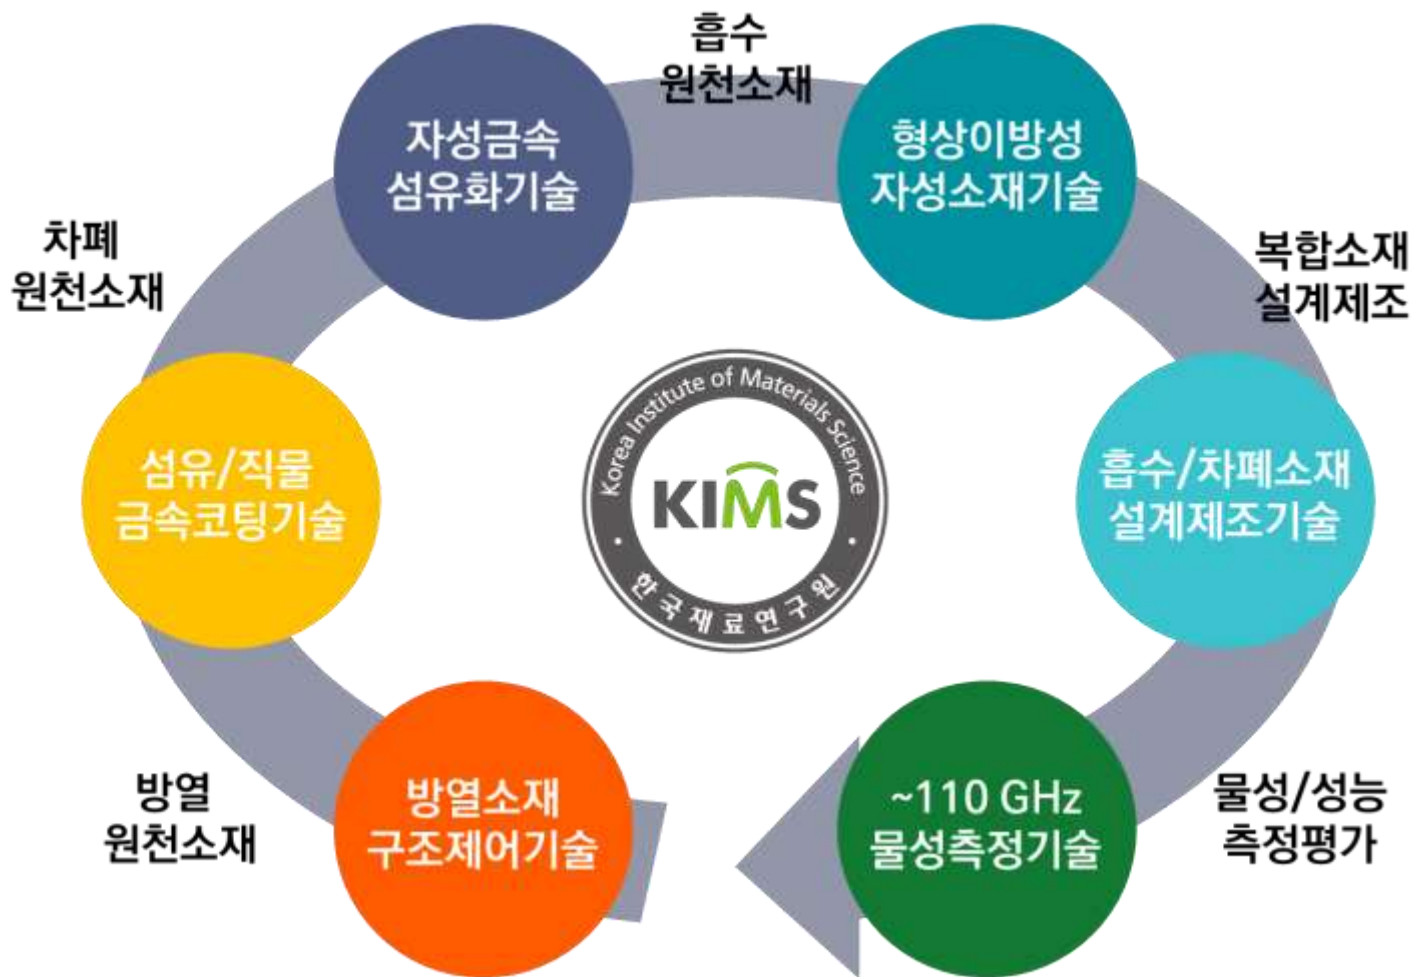 흡수
원천소재
자성금속
섬유화기술
형상이방성
자성소재기술
차폐
원천소재
복합소재
설계제조
Korea Institute of Materials Science
KIMS
한국재료연구원
섬유/직물
금속코팅기술
흡수/차폐소재
설계제조기술
방열
원천소재
방열소재
구조제어기술
~110 GHz
물성측정기술
물성/성능
측정평가